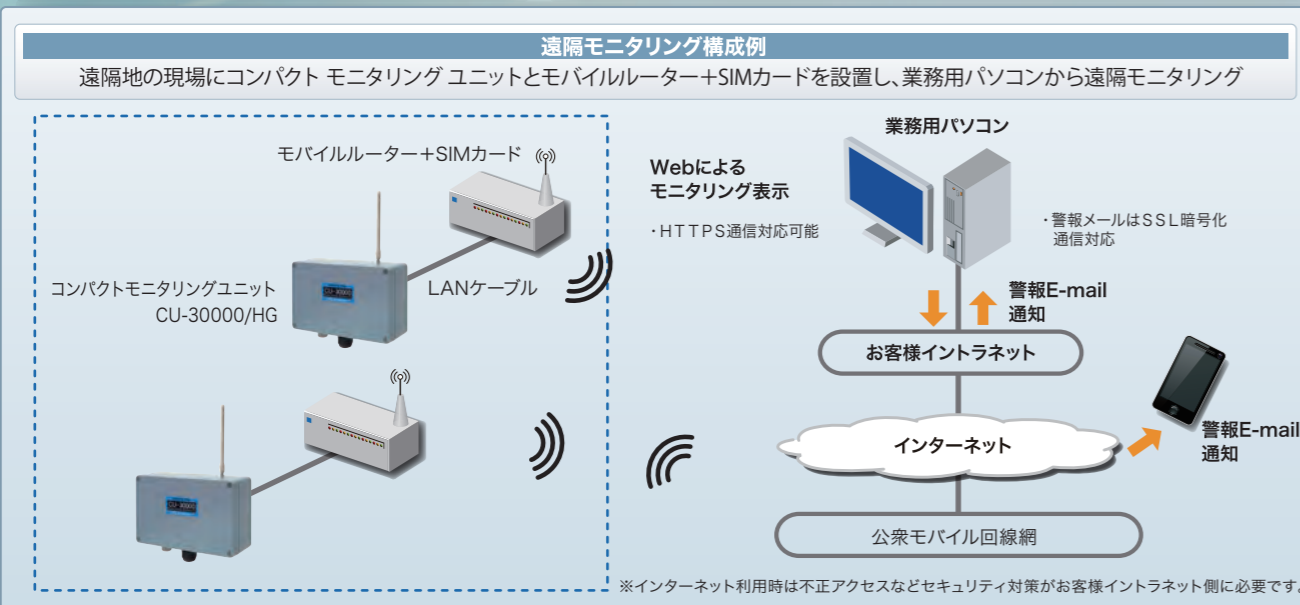 遠隔モニタリング構成例
遠隔地の現場にコンパクト モニタリング ユニットとモバイルルーター+SIMカードを設置し、業務用パソコンから遠隔モニタリング
モバイルルーター+SIMカード
コンパクトモニタリングユニット
CU-30000/HG
LANケーブル
業務用パソコン
Webによる
モニタリング表示
・HTTPS通信対応可能
・警報メールはSSL暗号化
通信対応
警報E-mail
通知
お客様イントラネット
インターネット
警報E-mail
通知
公衆モバイル回線網
※インターネット利用時は不正アクセスなどセキュリティ対策がお客様イントラネット側に必要です。